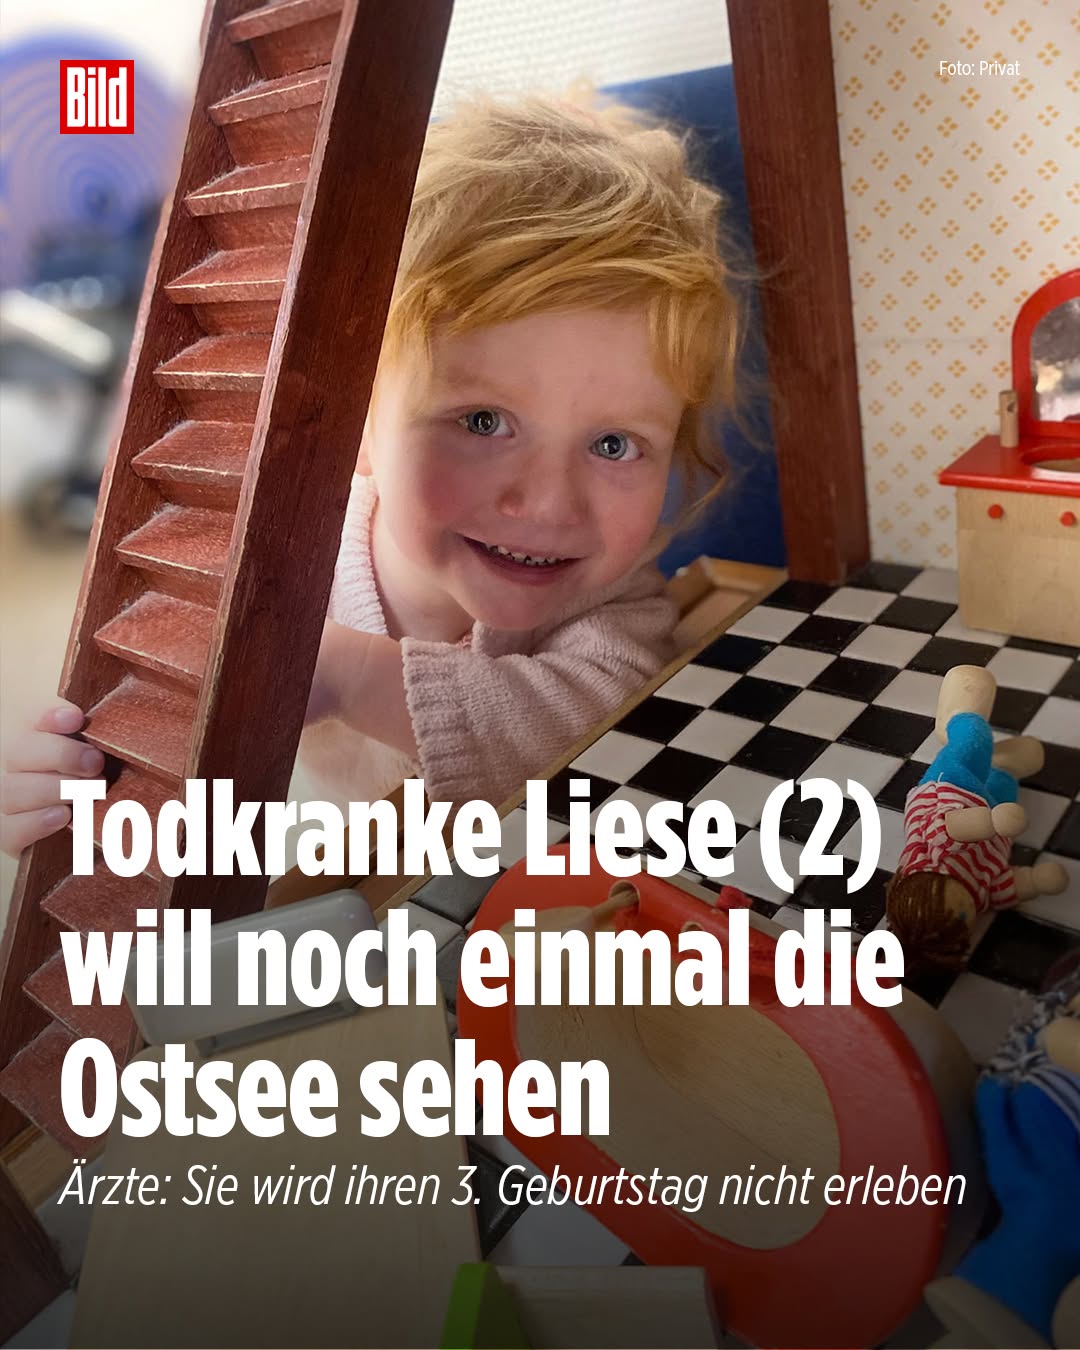 Bild
Foto: Privat
Todkranke Liese (2)
will noch einmal die
Ostsee sehen
Ärzte: Sie wird ihren 3. Geburtstag nicht erleben